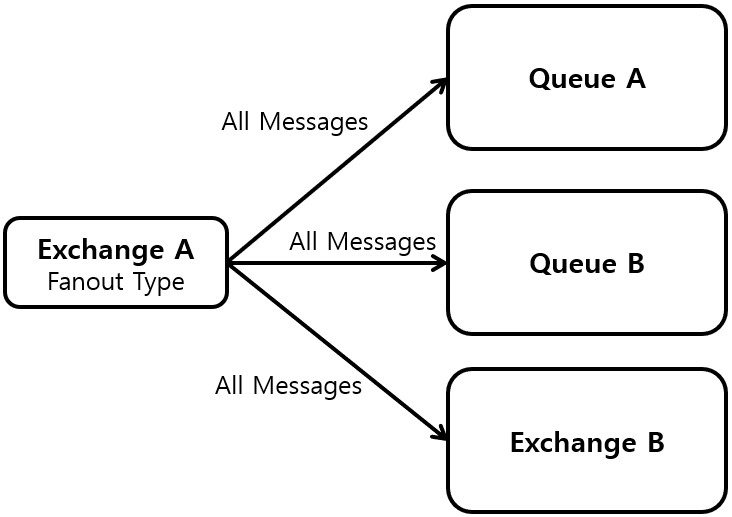 Queue A
All Messages
Exchange A
Fanout Type
All Messages
Queue B
All Messages
Exchange B